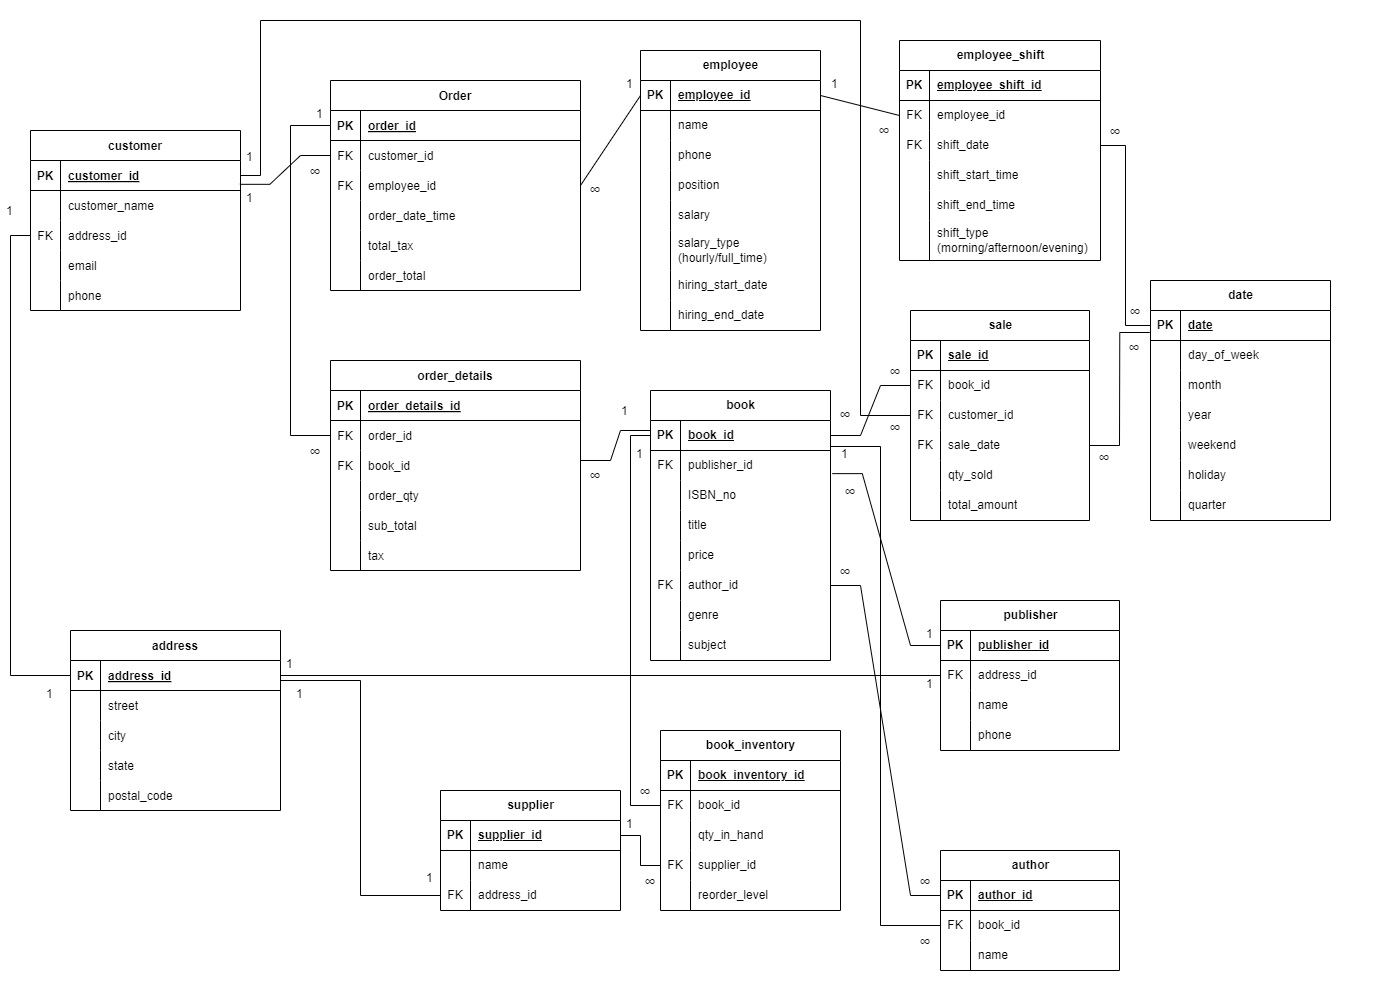 customer
PK customer_id
customer_name
FK address_id
email
phone
1
1
1
Order
PK order_id
FK customer_id
FK employee_id
order_date_time
total_tax
order_total
1
∞
∞
employee
PK employee_id
name
phone
position
salary
salary_type
(hourly/full_time)
hiring_start_date
hiring_end_date
1
1
employee_shift
PK employee_shift_id
FK employee_id
FK shift_date
shift_start_time
shift_end_time
shift_type
(morning/afternoon/evening)
∞
∞
date
PK date
day_of_week
month
year
weekend
holiday
quarter
∞
∞
sale
PK sale_id
FK book_id
FK customer_id
FK sale_date
qty_sold
total_amount
∞
∞
∞
order_details
PK order_details_id
FK order_id
FK book_id
order_qty
sub_total
tax
∞
∞
book
PK book_id
FK publisher_id
ISBN_no
title
price
FK author_id
genre
subject
1
1
∞
1
∞
∞
publisher
PK publisher_id
FK address_id
name
phone
1
1
address
PK address_id
street
city
state
postal_code
1
1
1
supplier
PK supplier_id
name
FK address_id
1
1
book_inventory
PK book_inventory_id
FK book_id
qty_in_hand
FK supplier_id
reorder_level
∞
∞
author
PK author_id
FK book_id
name
∞
∞